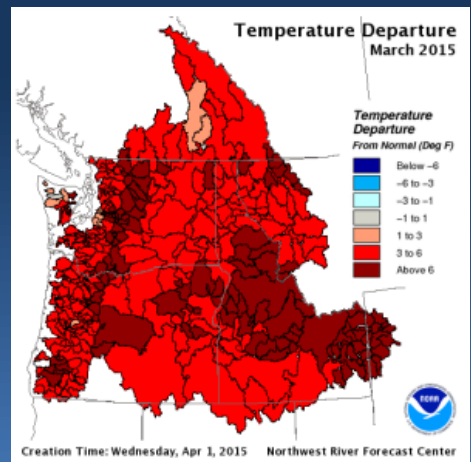 Temperature Departure
March 2015
Temperature
Departure
From Normal (Deg F)
Below -6
-6 to -3
-3 to -1
-1 to 1
1 to 3
3 to 6
Above 6
NOAA
Creation Time: Wednesday, Apr 1, 2015 Northwest River Forecast Center